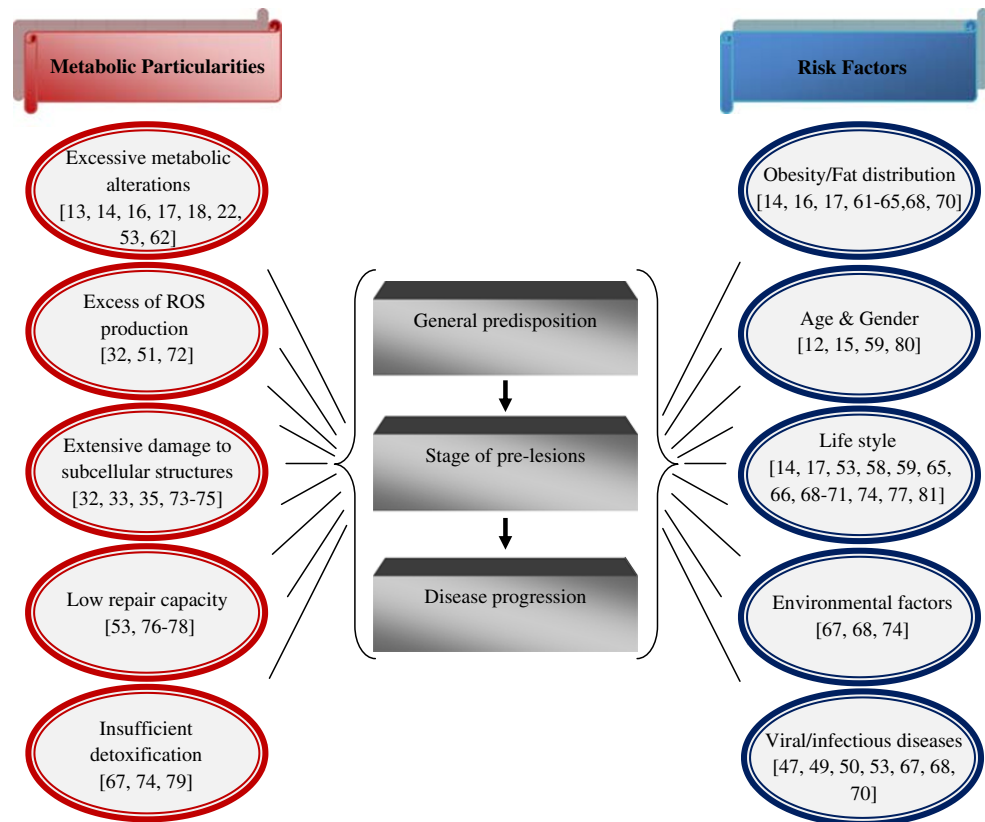 Metabolic Particularities
Excessive metabolic
alterations
[13, 14, 16, 17, 18, 22,
53, 62]
Excess of ROS
production
[32, 51, 72]
Extensive damage to
subcellular structures
[32, 33, 35, 73-75]
Low repair capacity
[53, 76-78]
Insufficient
detoxification
[67, 74, 79]
General predisposition
Stage of pre-lesions
Disease progression
Risk Factors
Obesity/Fat distribution
[14, 16, 17, 61-65,68, 70]
Age & Gender
[12, 15, 59, 80]
Life style
[14, 17, 53, 58, 59, 65,
66, 68-71, 74, 77, 81]
Environmental factors
[67, 68, 74]
Viral/infectious diseases
[47, 49, 50, 53, 67, 68,
70]